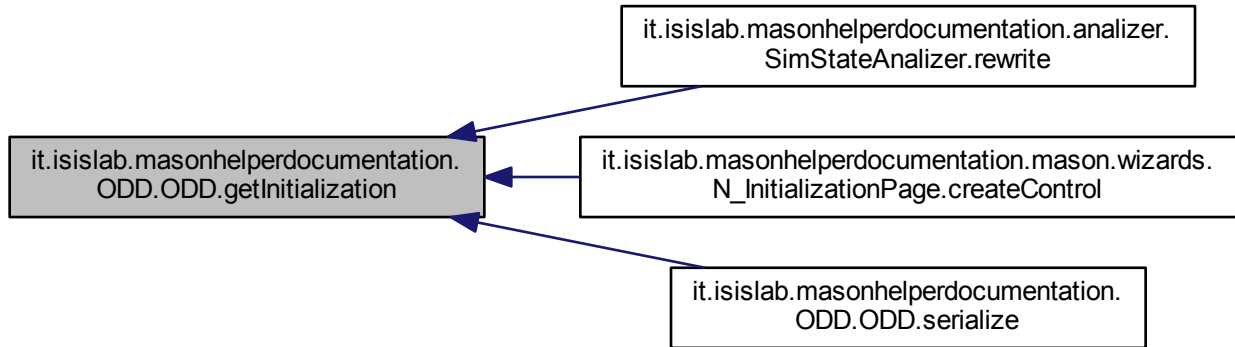 it.isislab.masonhelperdocumentation.analizer.
SimStateAnalizer.rewrite
it.isislab.masonhelperdocumentation.
ODD.ODD.getInitialization
it.isislab.masonhelperdocumentation.mason.wizards.
N_InitializationPage.createControl
it.isislab.masonhelperdocumentation.
ODD.ODD.serialize